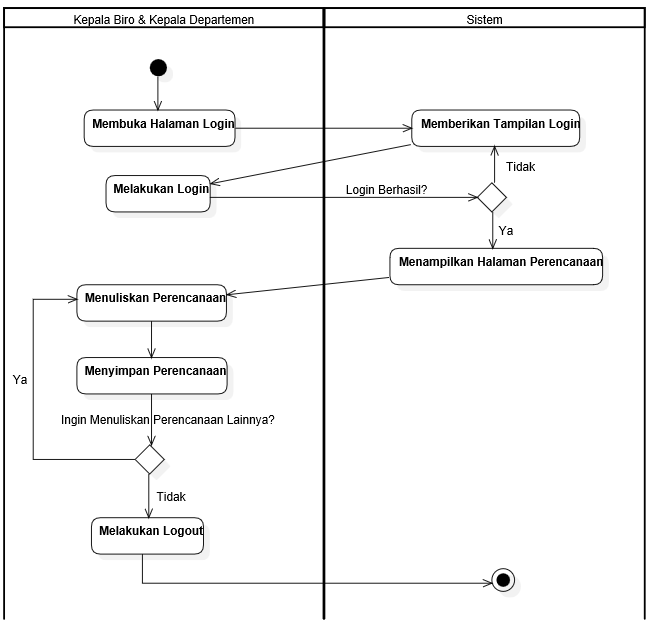 Kepala Biro & Kepala Departemen
Sistem
Membuka Halaman Login
Memberikan Tampilan Login
Tidak
Melakukan Login
Login Berhasil?
Ya
Menampilkan Halaman Perencanaan
Menuliskan Perencanaan
Menyimpan Perencanaan
Ya
Ingin Menuliskan Perencanaan Lainnya?
Tidak
Melakukan Logout